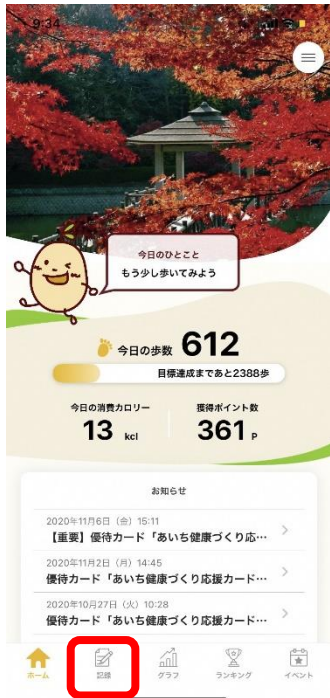 9:34
今日のひとこと
もう少し歩いてみよう
今日の歩数 612
目標達成まであと2388歩
今日の消費カロリー 獲得ポイント数
13 kcl 361 P
お知らせ
2020年11月6日（金）15:11
【重要】優待カード「あいち健康づくり応…
2020年11月2日（月）14:45
優待カード「あいち健康づくり応援カード…
2020年10月27日（火）10:28
優待カード「あいち健康づくり応援カード…
ホーム 記録 グラフ ランキング イベント